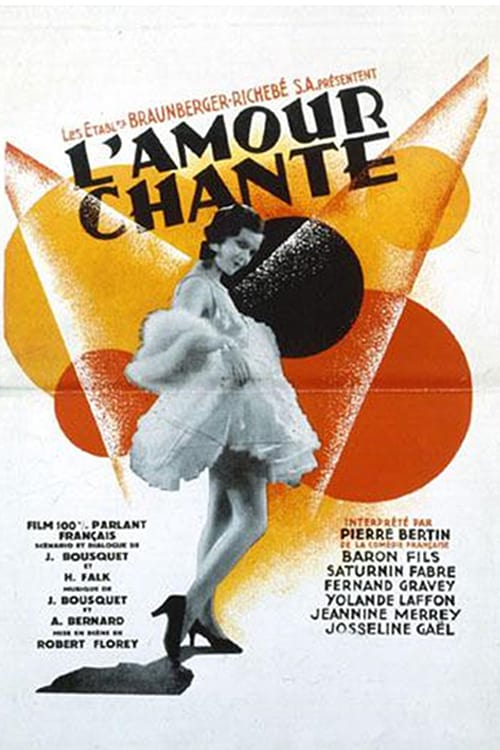 LES ETABLTS BRAUNBERGER-RICHEBÉ S.A. PRÉSENTENT
L'AMOUR
CHANTE
FILM 100% PARLANT
FRANÇAIS
SCÉNARIO ET DIALOGUE DE
J. BOUSQUET
ET
H. FALK
MUSIQUE DE
J. BOUSQUET
ET
A. BERNARD
MISE EN SCÈNE DE
ROBERT FLOREY
INTERPRÉTÉ PAR
PIERRE BERTIN
DE LA COMÉDIE FRANÇAISE
BARON FILS
SATURNIN FABRE
FERNAND GRAVEY
YOLANDE LAFFON
JEANNINE MERREY
JOSSELINE GAËL